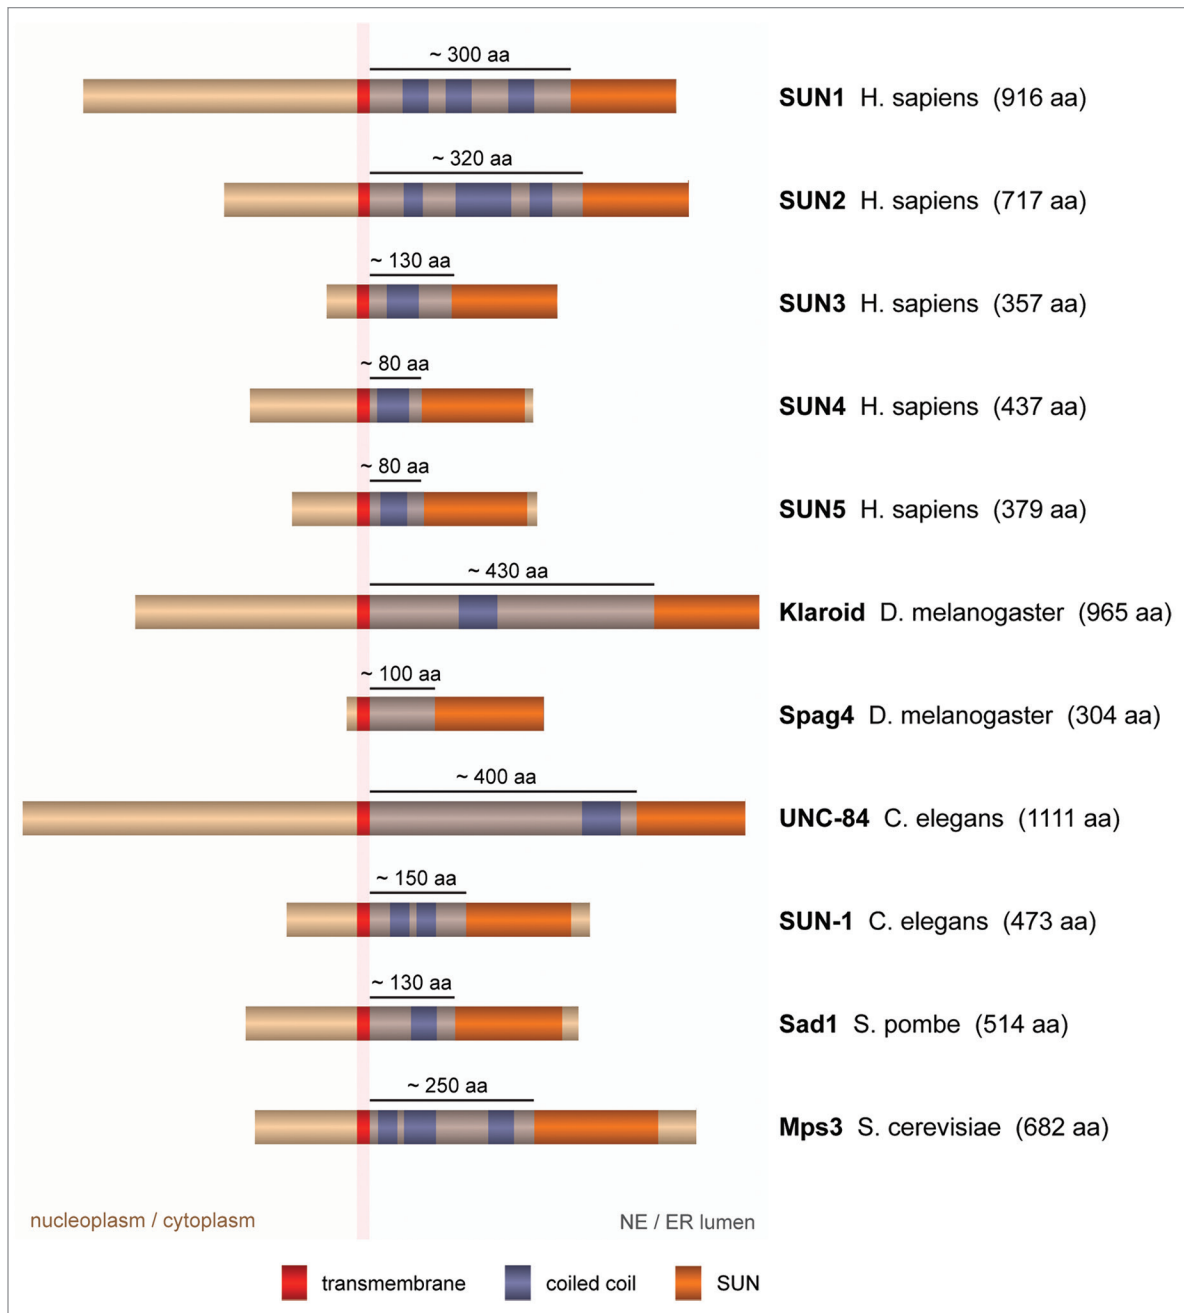 ~ 300 aa
SUN1 H. sapiens (916 aa)
~ 320 aa
SUN2 H. sapiens (717 aa)
~ 130 aa
SUN3 H. sapiens (357 aa)
~ 80 aa
SUN4 H. sapiens (437 aa)
~ 80 aa
SUN5 H. sapiens (379 aa)
~ 430 aa
Klaroid D. melanogaster (965 aa)
~ 100 aa
Spag4 D. melanogaster (304 aa)
~ 400 aa
UNC-84 C. elegans (1111 aa)
~ 150 aa
SUN-1 C. elegans (473 aa)
~ 130 aa
Sad1 S. pombe (514 aa)
~ 250 aa
Mps3 S. cerevisiae (682 aa)
nucleoplasm / cytoplasm
NE / ER lumen
transmembrane
coiled coil
SUN